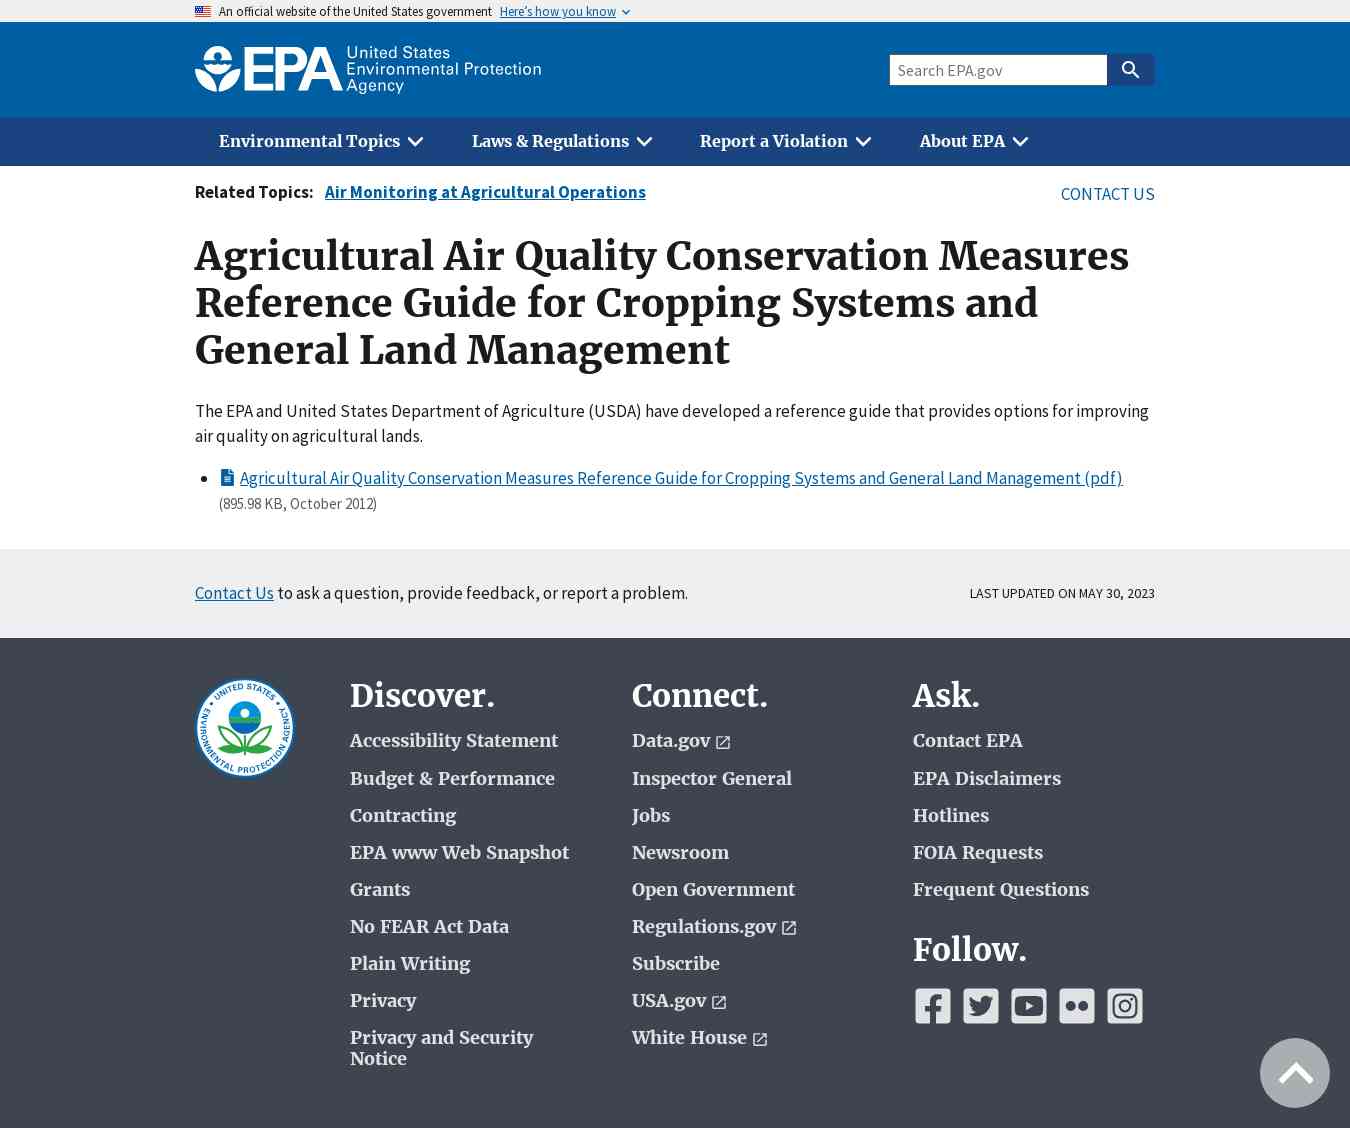 An official website of the United States government Here's how you know
EPA United States
Environmental Protection
Agency
Search EPA.gov
Environmental Topics Laws & Regulations Report a Violation About EPA
Related Topics: Air Monitoring at Agricultural Operations
CONTACT US
Agricultural Air Quality Conservation Measures
Reference Guide for Cropping Systems and
General Land Management
The EPA and United States Department of Agriculture (USDA) have developed a reference guide that provides options for improving
air quality on agricultural lands.
Agricultural Air Quality Conservation Measures Reference Guide for Cropping Systems and General Land Management (pdf)
(895.98 KB, October 2012)
Contact Us to ask a question, provide feedback, or report a problem.
LAST UPDATED ON MAY 30, 2023
UNITED STATES
ENVIRONMENTAL PROTECTION AGENCY
Discover.
Accessibility Statement
Budget & Performance
Contracting
EPA www Web Snapshot
Grants
No FEAR Act Data
Plain Writing
Privacy
Privacy and Security
Notice
Connect.
Data.gov
Inspector General
Jobs
Newsroom
Open Government
Regulations.gov
Subscribe
USA.gov
White House
Ask.
Contact EPA
EPA Disclaimers
Hotlines
FOIA Requests
Frequent Questions
Follow.